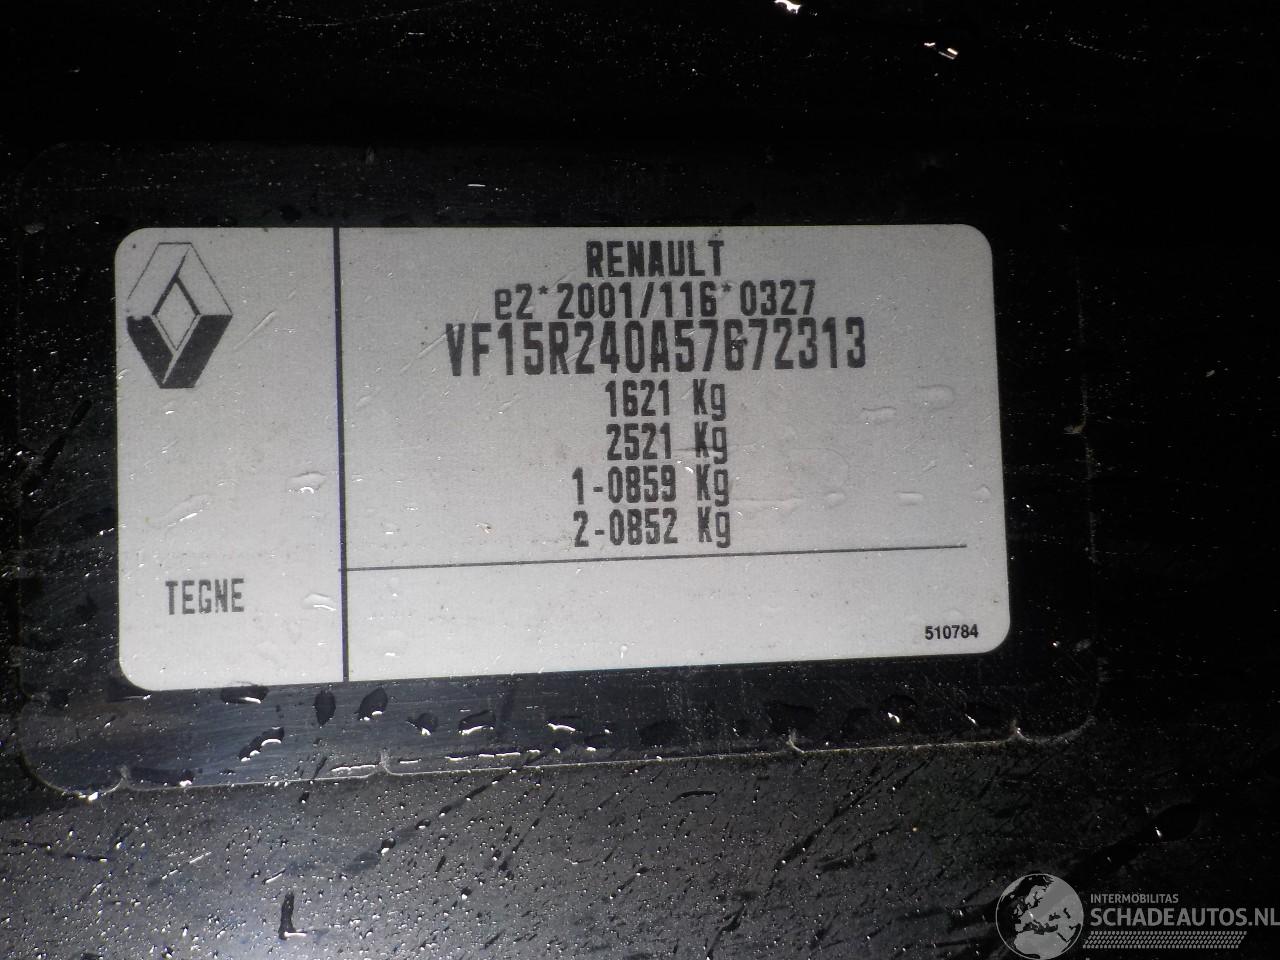 RENAULT
e2*2001/116*0327
VF15R240A57672313
1621 Kg
2521 Kg
1-0859 Kg
2-0852 Kg
TEGNE
510784
INTERMOBILITAS
SCHADEAUTOS.NL